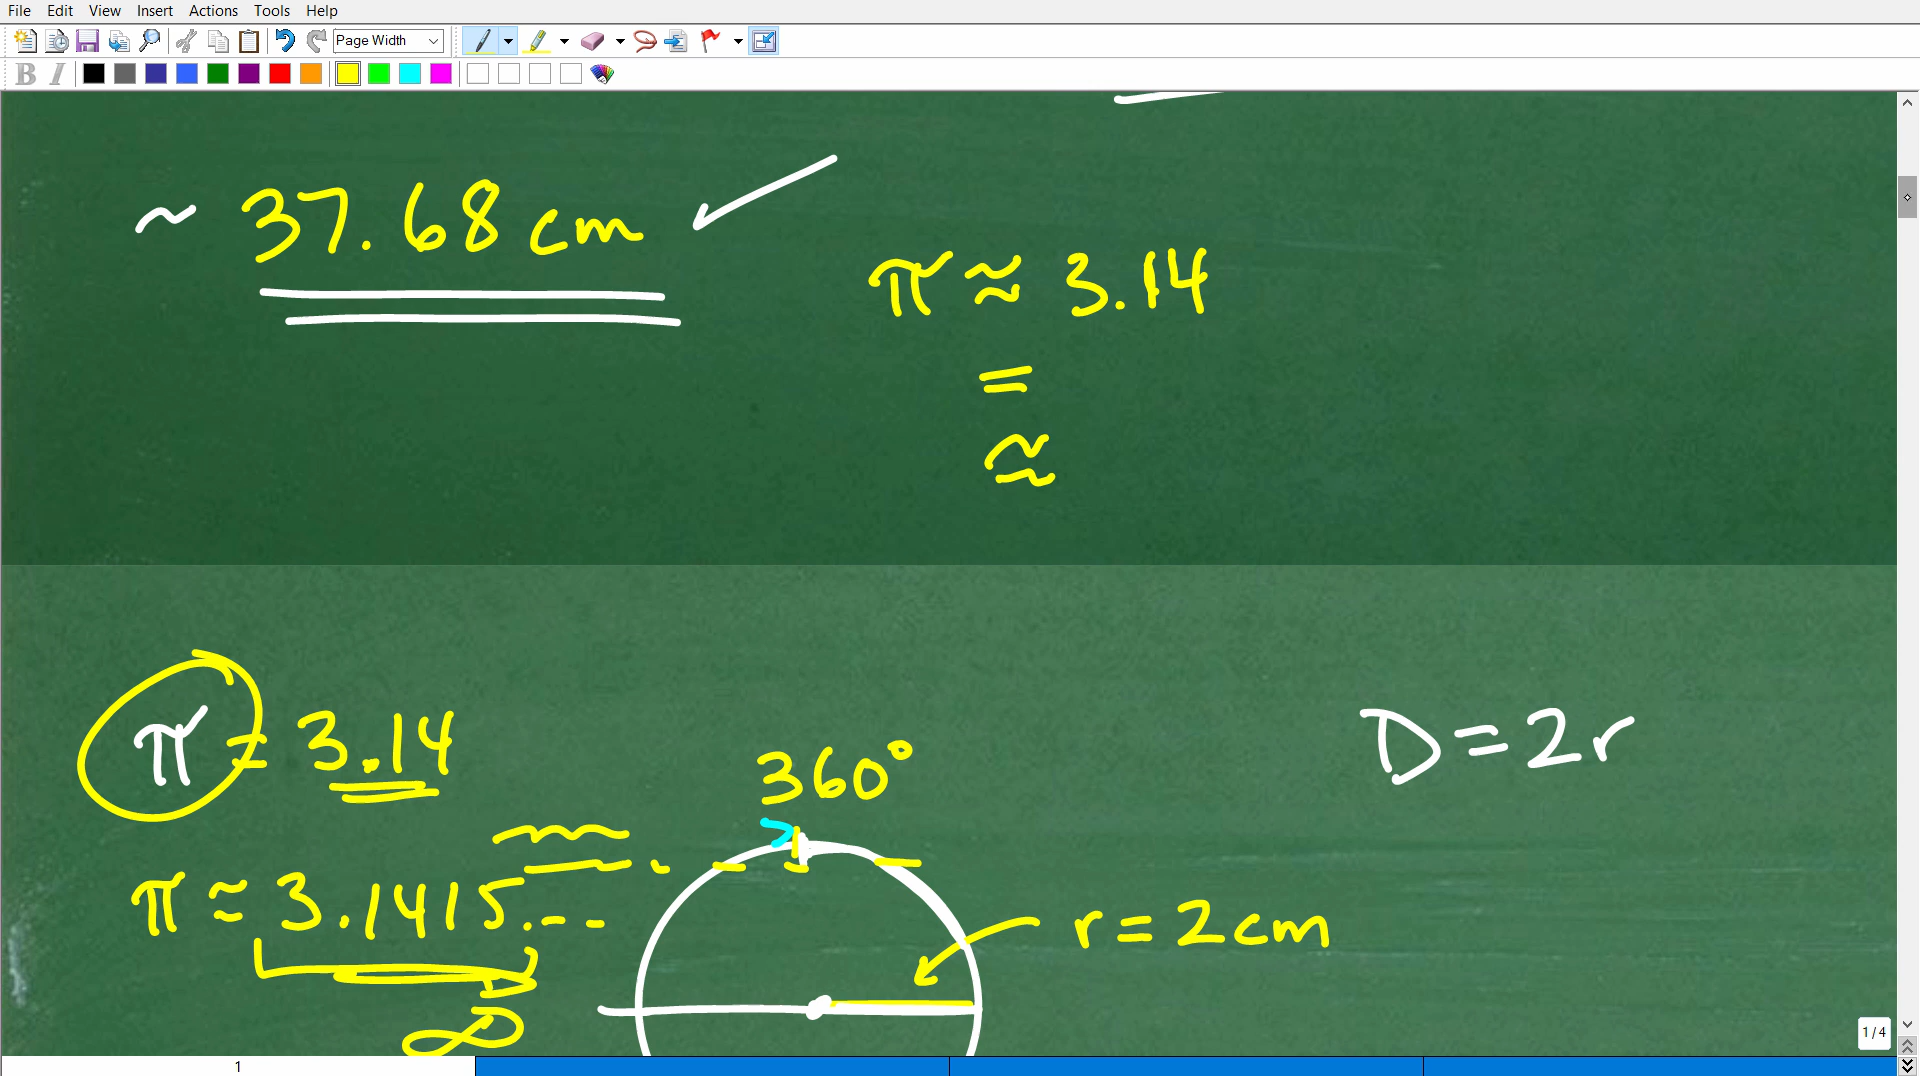 File Edit View Insert Actions Tools Help
Page Width
B I
~ 37.68 cm
π ≈ 3.14
=
≅
π = 3.14
360°
D = 2r
π ≈ 3.1415...
r = 2cm
∞
1 / 4
1